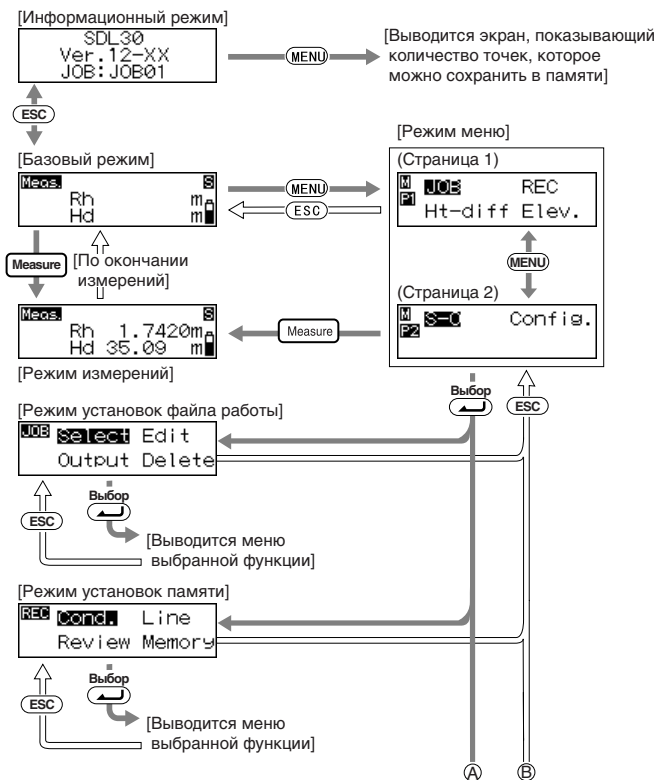 [Информационный режим]
SDL30
Ver.12-XX
JOB:JOB01
MENU
[Выводится экран, показывающий
количество точек, которое
можно сохранить в памяти]
ESC
[Режим меню]
[Базовый режим]
(Страница 1)
Meas. S
Rh m
Hd m
MENU
ESC
M JOB REC
P1
Ht-diff Elev.
Measure
[По окончании
измерений]
MENU
(Страница 2)
Meas. S
Rh 1.7420m
Hd 35.09 m
Measure
M S-O Config.
P2
[Режим измерений]
Выбор
ESC
[Режим установок файла работы]
JOB Select Edit
Output Delete
ESC
Выбор
[Выводится меню
выбранной функции]
[Режим установок памяти]
REC Cond. Line
Review Memory
ESC
Выбор
[Выводится меню
выбранной функции]
A B